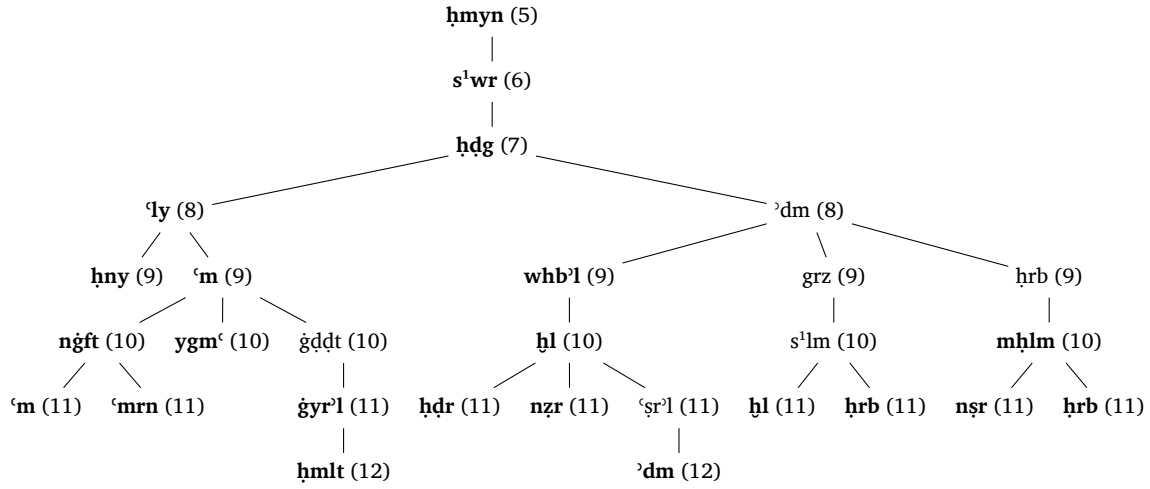 ḥmyn (5)
s¹wr (6)
ḥḍg (7)
ʿly (8) ʾdm (8)
ḥny (9) ʿm (9) whbʾl (9) grz (9) ḥrb (9)
nġft (10) ygmʿ (10) ġḍḍt (10) ḫl (10) s¹lm (10) mḥlm (10)
ʿm (11) ʿmrn (11) ġyrʾl (11) ḥḍr (11) nẓr (11) ʿṣrʾl (11) ḫl (11) ḥrb (11) nṣr (11) ḥrb (11)
ḥmlt (12) ʾdm (12)